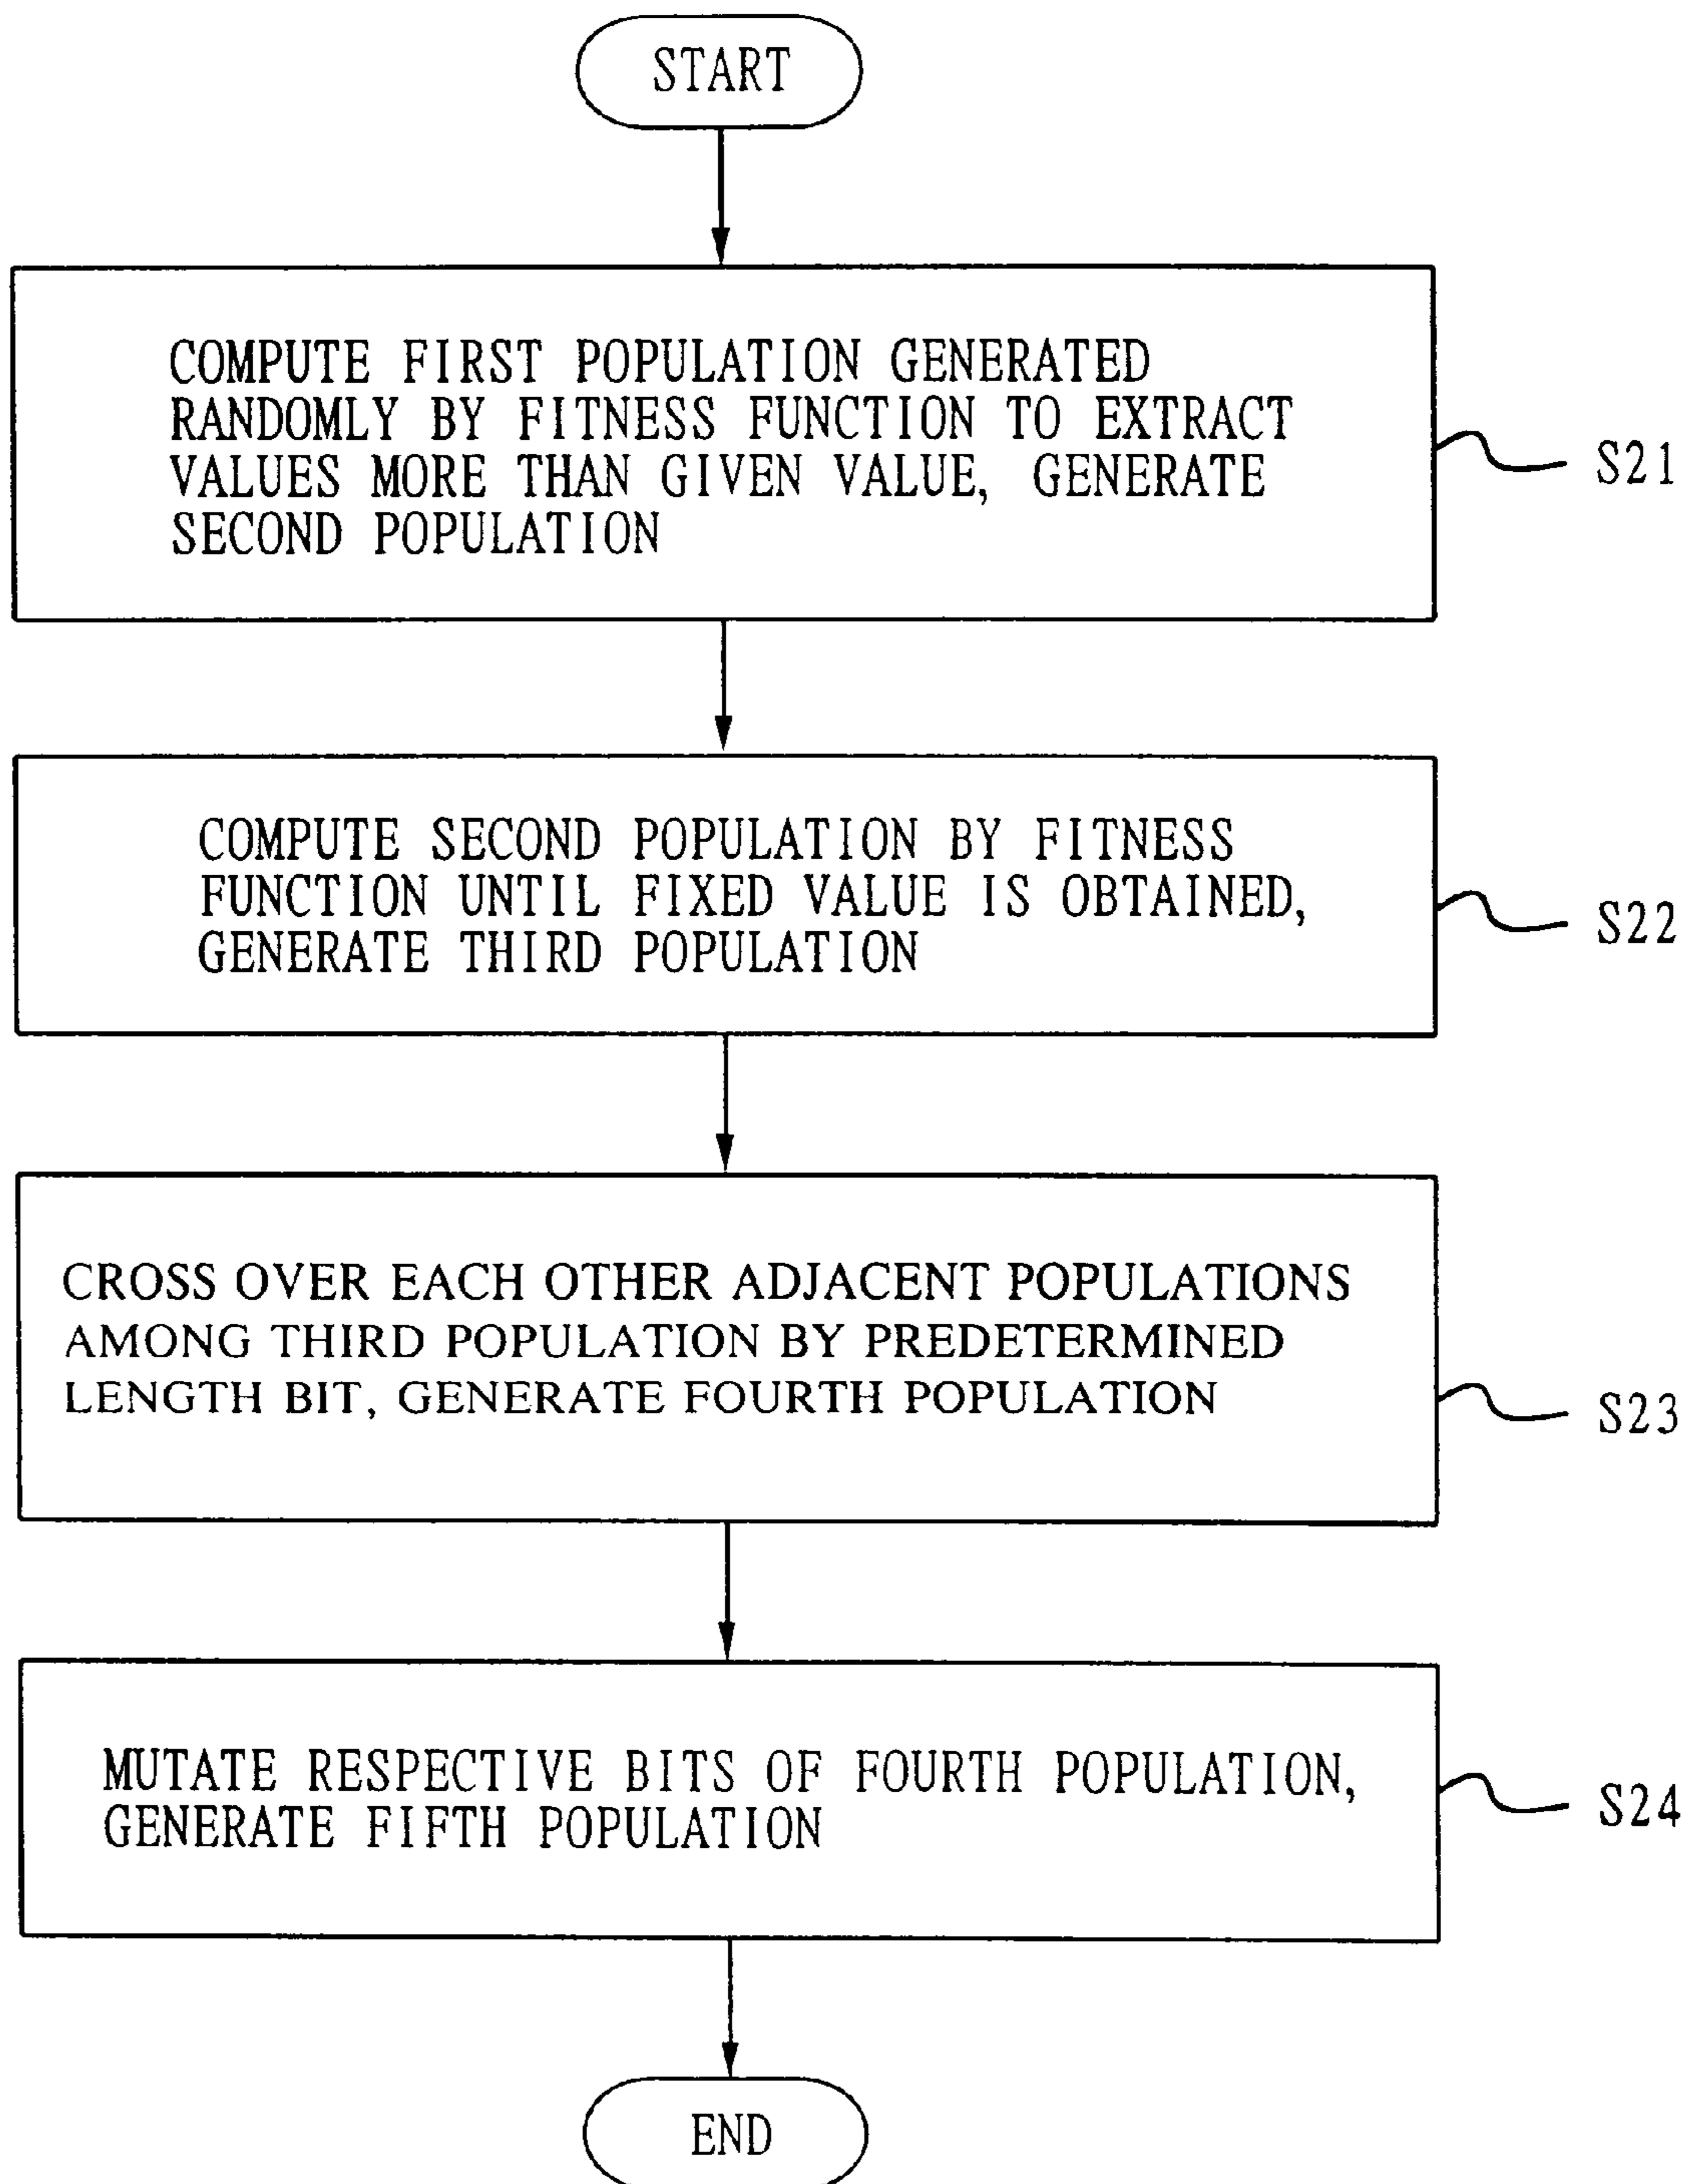 START
COMPUTE FIRST POPULATION GENERATED
RANDOMLY BY FITNESS FUNCTION TO EXTRACT
VALUES MORE THAN GIVEN VALUE, GENERATE
SECOND POPULATION
S21
COMPUTE SECOND POPULATION BY FITNESS
FUNCTION UNTIL FIXED VALUE IS OBTAINED,
GENERATE THIRD POPULATION
S22
CROSS OVER EACH OTHER ADJACENT POPULATIONS
AMONG THIRD POPULATION BY PREDETERMINED
LENGTH BIT, GENERATE FOURTH POPULATION
S23
MUTATE RESPECTIVE BITS OF FOURTH POPULATION,
GENERATE FIFTH POPULATION
S24
END